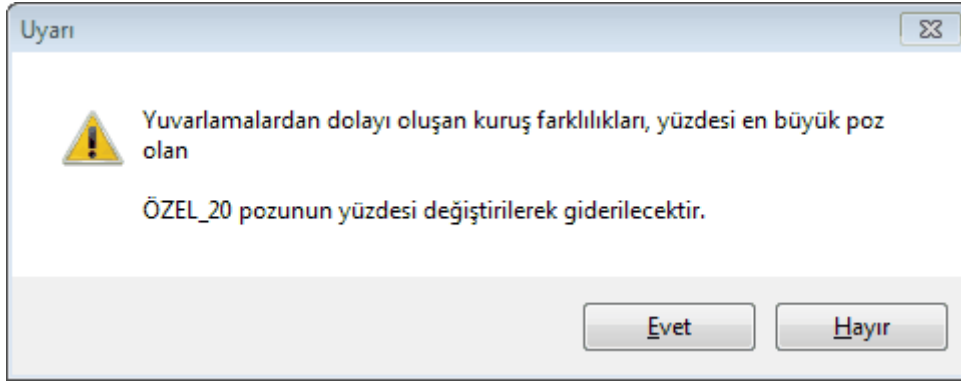 Uyarı
Yuvarlamalardan dolayı oluşan kuruş farklılıkları, yüzdesi en büyük poz
olan
ÖZEL_20 pozunun yüzdesi değiştirilerek giderilecektir.
Evet
Hayır